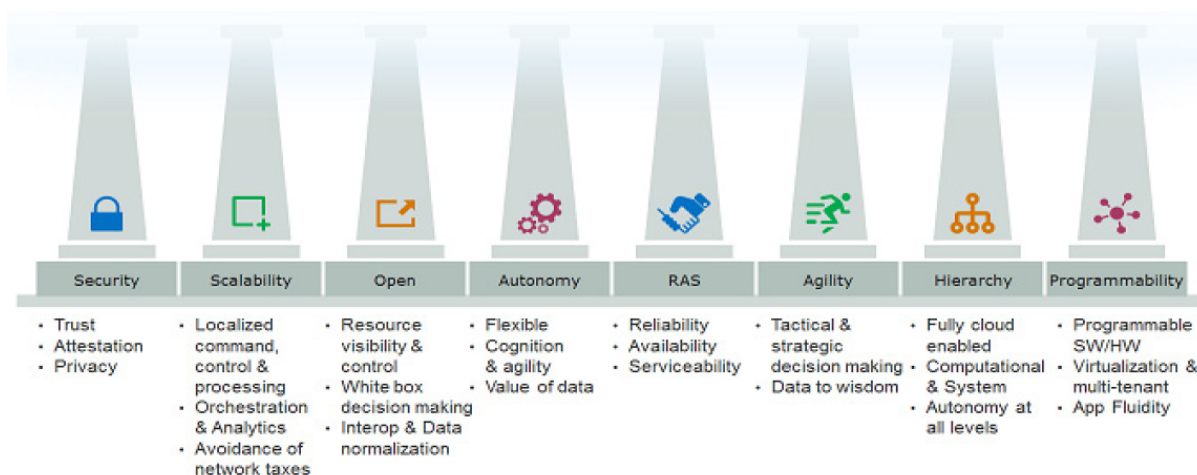 Security
Scalability
Open
Autonomy
RAS
Agility
Hierarchy
Programmability
• Trust
• Attestation
• Privacy
• Localized
command,
control &
processing
• Orchestration
& Analytics
• Avoidance of
network taxes
• Resource
visibility &
control
• White box
decision making
• Interop & Data
normalization
• Flexible
• Cognition
& agility
• Value of data
• Reliability
• Availability
• Serviceability
• Tactical &
strategic
decision making
• Data to wisdom
• Fully cloud
enabled
• Computational
& System
• Autonomy at
all levels
• Programmable
SW/HW
• Virtualization &
multi-tenant
• App Fluidity